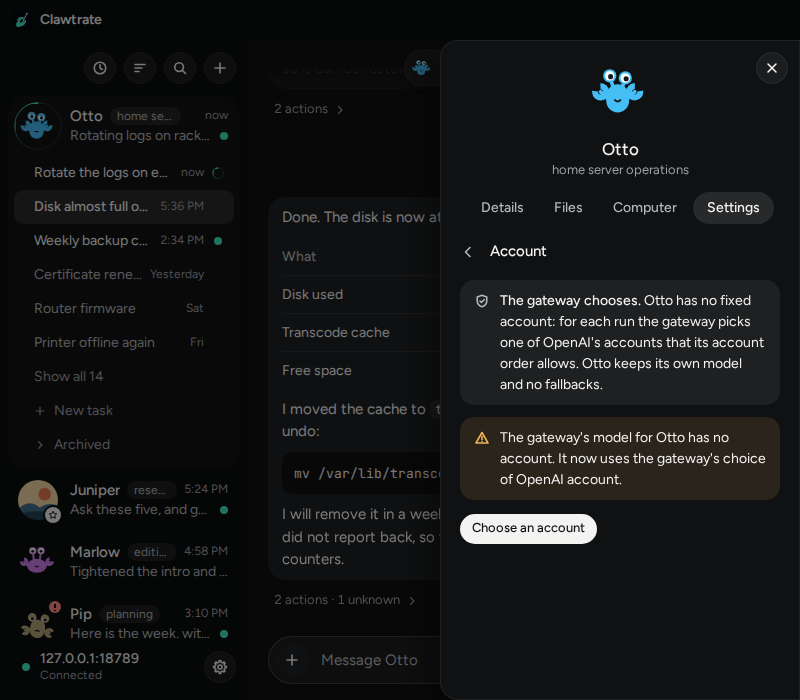 Clawtrate
Otto home se... now
Rotating logs on rack...
Rotate the logs on e... now
Disk almost full o... 5:36 PM
Weekly backup c... 2:34 PM
Certificate rene... Yesterday
Router firmware Sat
Printer offline again Fri
Show all 14
New task
Archived
Juniper rese... 5:24 PM
Ask these five, and g...
Marlow editi... 4:58 PM
Tightened the intro and ...
Pip planning 3:10 PM
Here is the week. wit...
127.0.0.1:18789
Connected
2 actions
Done. The disk is now at
What
Disk used
Transcode cache
Free space
I moved the cache to
undo:
mv /var/lib/transc
I will remove it in a wee
did not report back, so
counters.
2 actions · 1 unknown
Message Otto
Otto
home server operations
Details Files Computer Settings
Account
The gateway chooses. Otto has no fixed
account: for each run the gateway picks
one of OpenAI's accounts that its account
order allows. Otto keeps its own model
and no fallbacks.
The gateway's model for Otto has no
account. It now uses the gateway's choice
of OpenAI account.
Choose an account